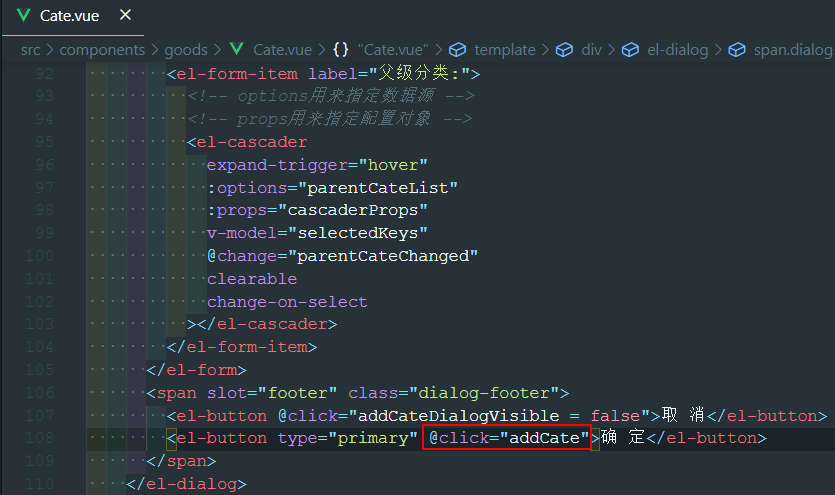 Cate.vue ×
src > components > goods > Cate.vue > {} "Cate.vue" > template > div > el-dialog > span.dialog
92 <el-form-item label="父级分类:">
93 <!-- options用来指定数据源 -->
94 <!-- props用来指定配置对象 -->
95 <el-cascader
96 expand-trigger="hover"
97 :options="parentCateList"
98 :props="cascaderProps"
99 v-model="selectedKeys"
100 @change="parentCateChanged"
101 clearable
102 change-on-select
103 ></el-cascader>
104 </el-form-item>
105 </el-form>
106 <span slot="footer" class="dialog-footer">
107 <el-button @click="addCateDialogVisible = false">取 消</el-button>
108 <el-button type="primary" @click="addCate">确 定</el-button>
109 </span>
110 </el-dialog>